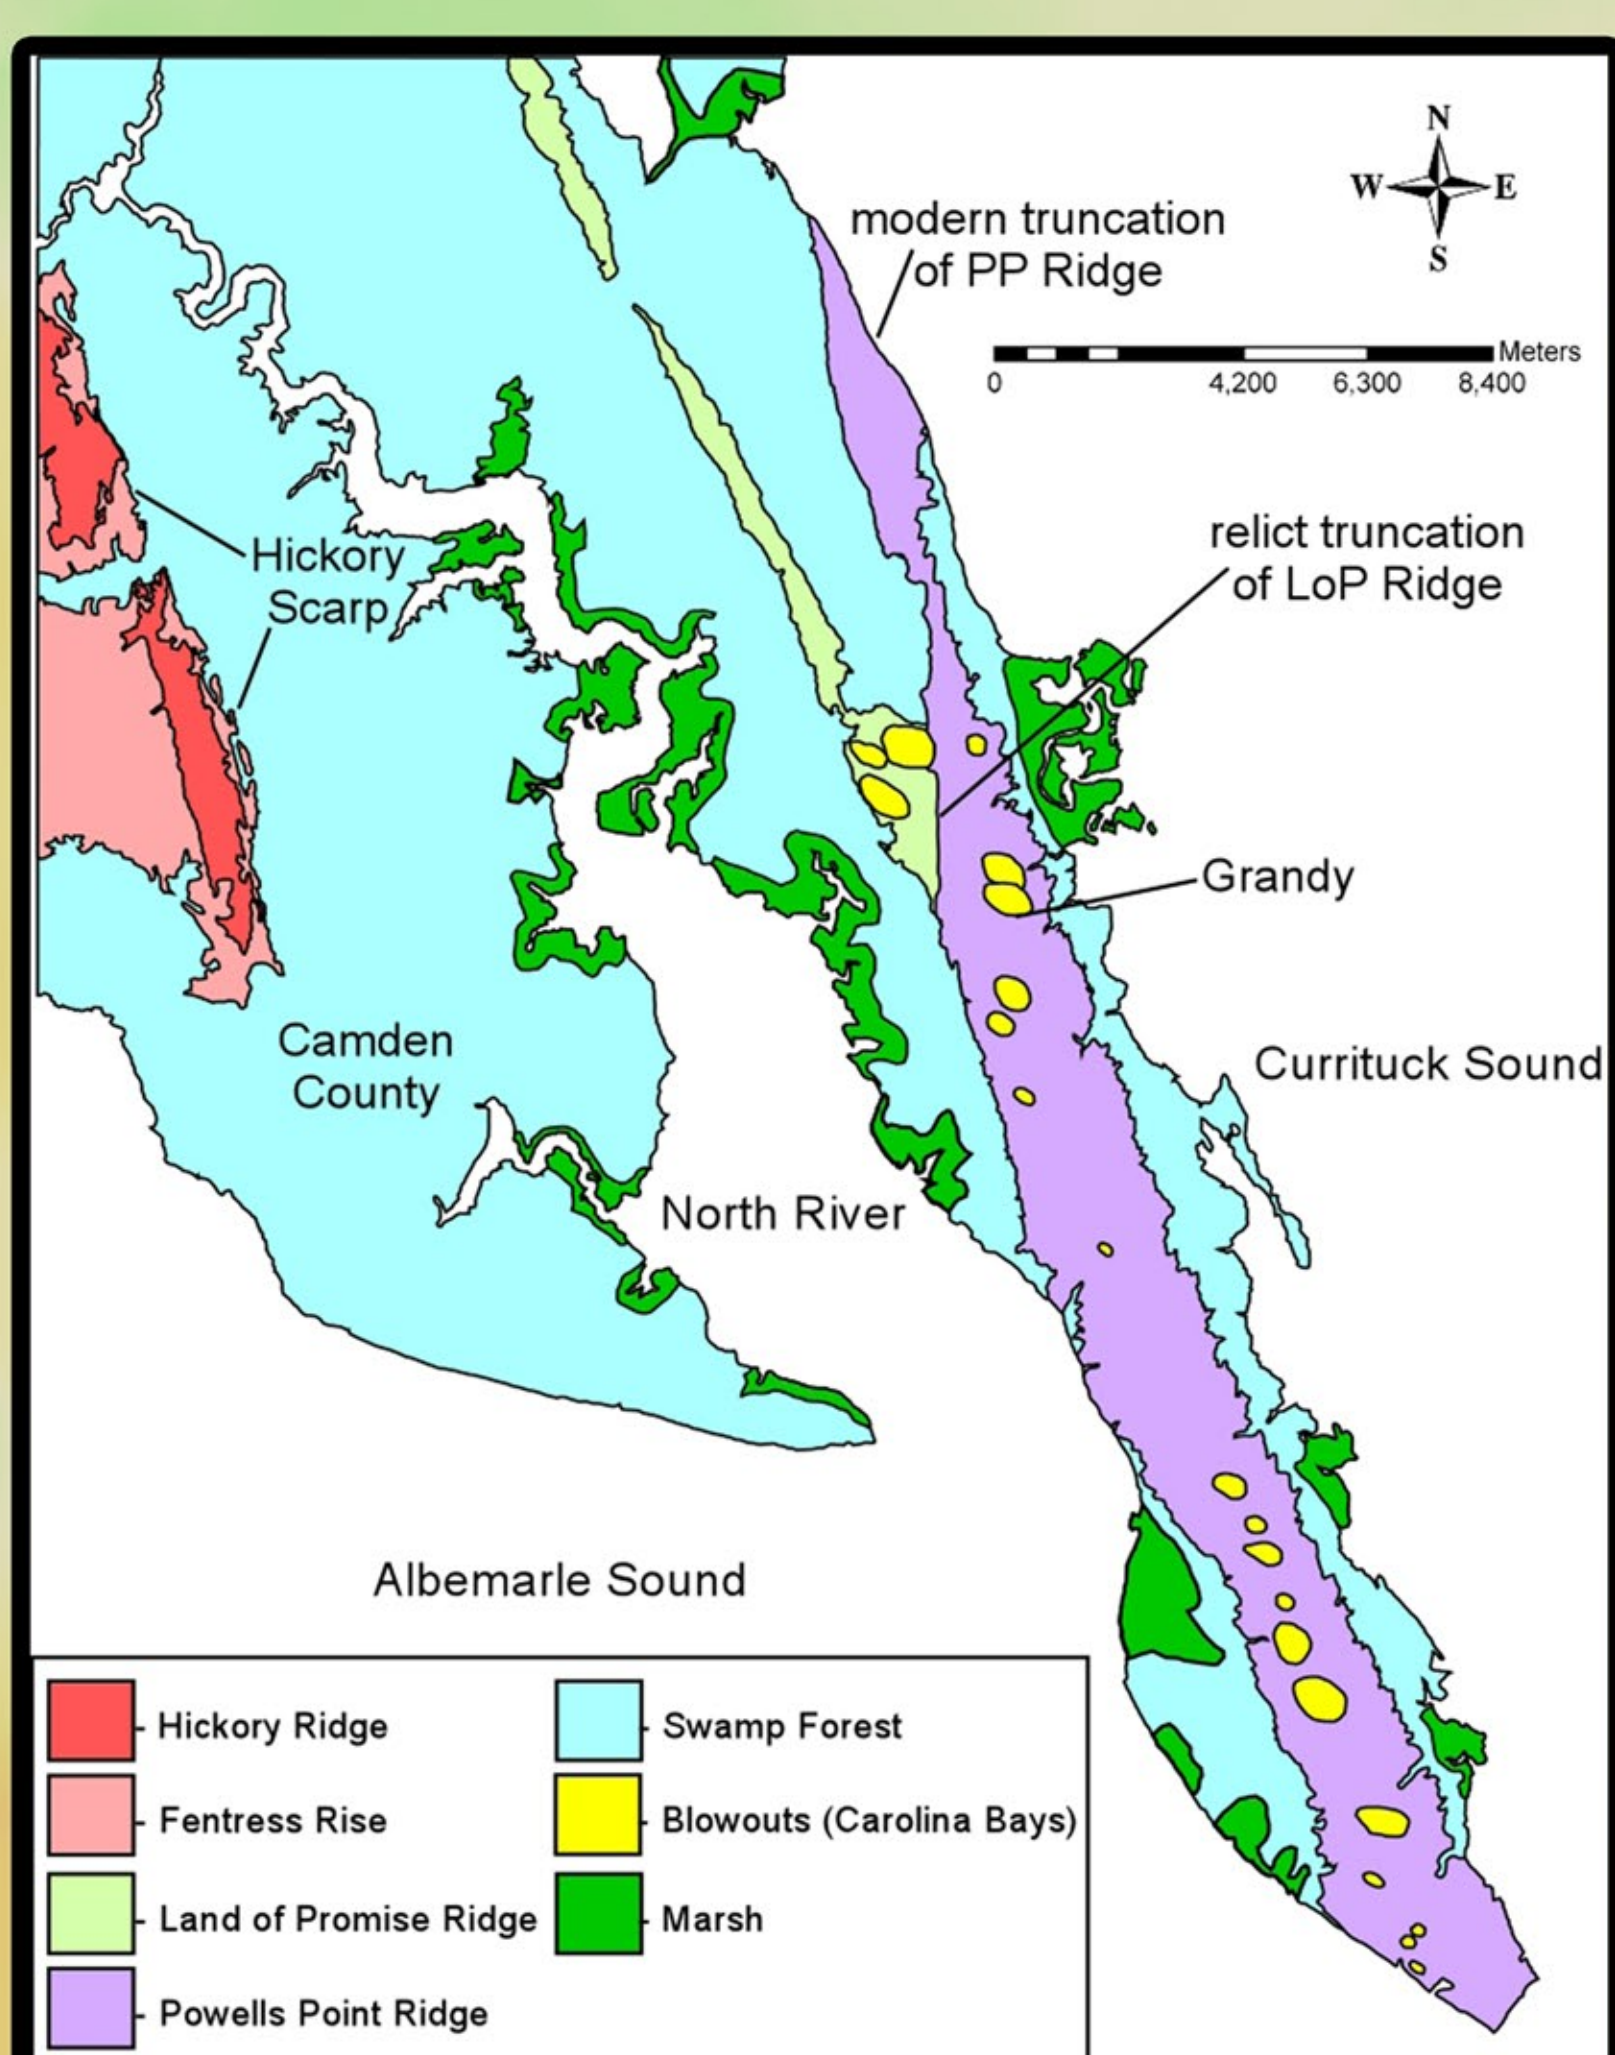 N
W E
S
modern truncation
of PP Ridge
Meters
0 4,200 6,300 8,400
relict truncation
of LoP Ridge
Hickory
Scarp
Grandy
Camden
County
Currituck Sound
North River
Albemarle Sound
- Hickory Ridge
- Fentress Rise
- Land of Promise Ridge
- Powells Point Ridge
- Swamp Forest
- Blowouts (Carolina Bays)
- Marsh